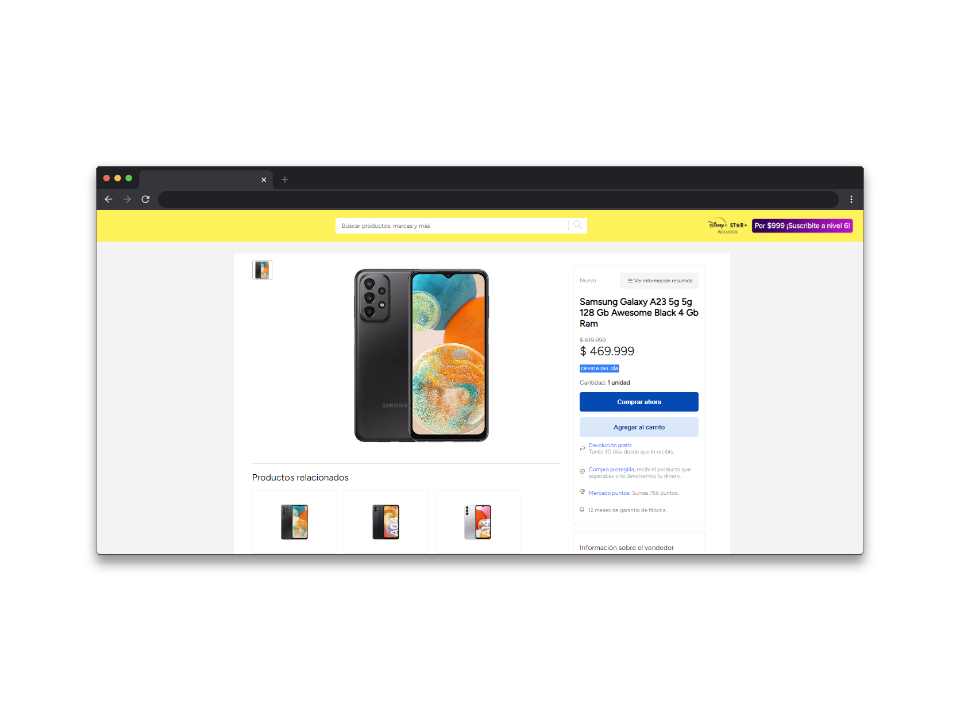 Buscar productos, marcas y más
Disney+ STAR+
INCLUIDOS
Por $999 ¡Suscribite a nivel 6!
Nuevo
Ver información resumida
Samsung Galaxy A23 5g 5g
128 Gb Awesome Black 4 Gb
Ram
$ 619.999
$ 469.999
OFERTA DEL DÍA
Cantidad: 1 unidad
Comprar ahora
Agregar al carrito
Devolución gratis
Tenés 30 días desde que lo recibís.
Compra protegida, recibí el producto que
esperabas o te devolvemos tu dinero.
Mercado puntos. Sumás 756 puntos.
12 meses de garantía de fábrica.
SAMSUNG
Productos relacionados
A04
Información sobre el vendedor